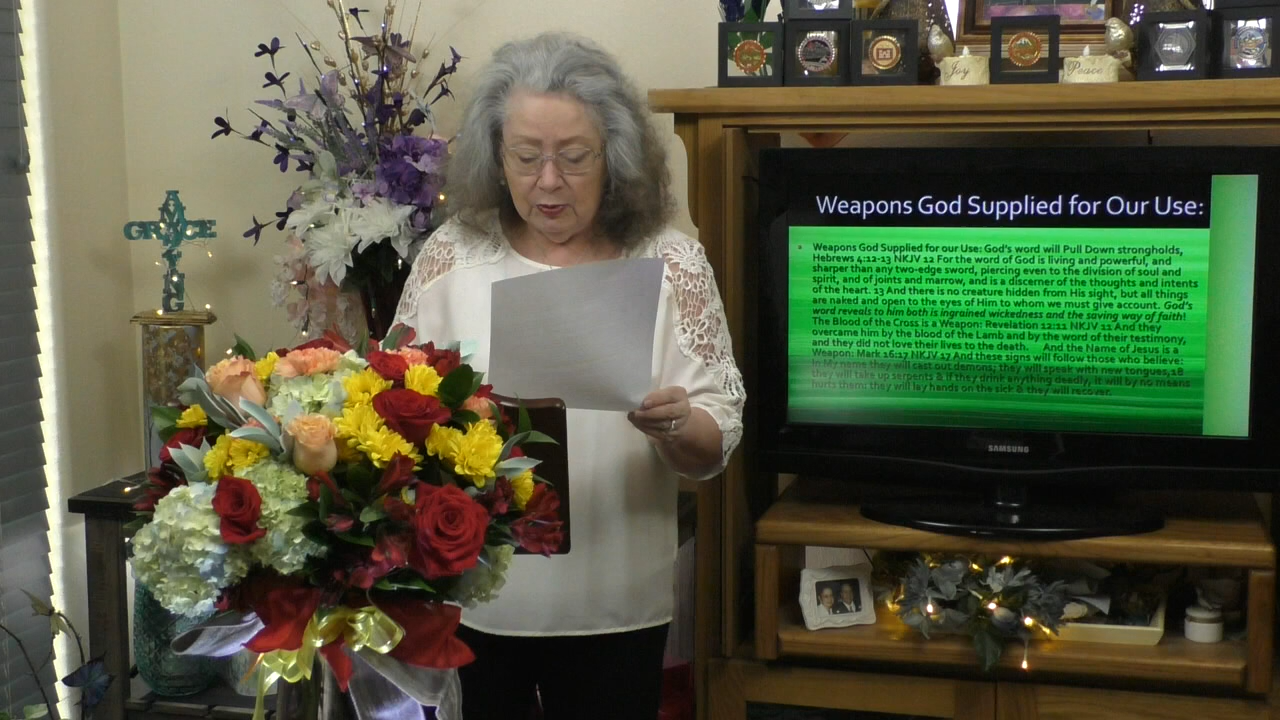 Joy
Peace
AMAZING
GRACE
Weapons God Supplied for Our Use:
Weapons God Supplied for our Use: God's word will Pull Down strongholds,
Hebrews 4:12-13 NKJV 12 For the word of God is living and powerful, and
sharper than any two-edge sword, piercing even to the division of soul and
spirit, and of joints and marrow, and is a discerner of the thoughts and intents
of the heart. 13 And there is no creature hidden from His sight, but all things
are naked and open to the eyes of Him to whom we must give account. God's
word reveals to him both is ingrained wickedness and the saving way of faith!
The Blood of the Cross is a Weapon: Revelation 12:11 NKJV 11 And they
overcame him by the blood of the Lamb and by the word of their testimony,
and they did not love their lives to the death. And the Name of Jesus is a
Weapon: Mark 16:17 NKJV 17 And these signs will follow those who believe:
In My name they will cast out demons; they will speak with new tongues,18
they will take up serpents & if they drink anything deadly, it will by no means
hurts them: they will lay hands on the sick & they will recover.
SAMSUNG